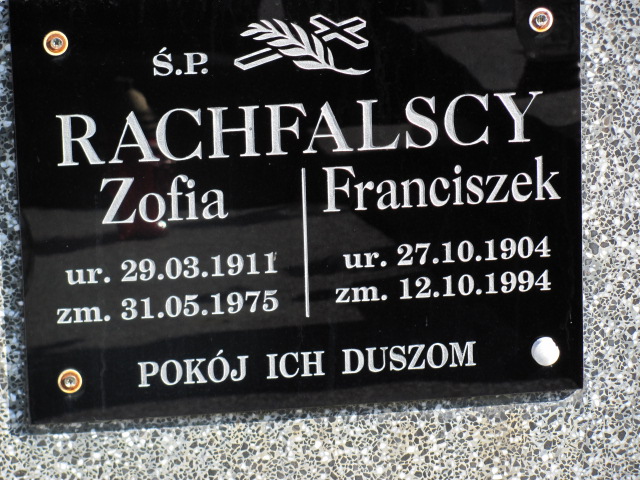 Ś.P.
RACHFALSCY
Zofia
ur. 29.03.1911
zm. 31.05.1975
Franciszek
ur. 27.10.1904
zm. 12.10.1994
POKÓJ ICH DUSZOM